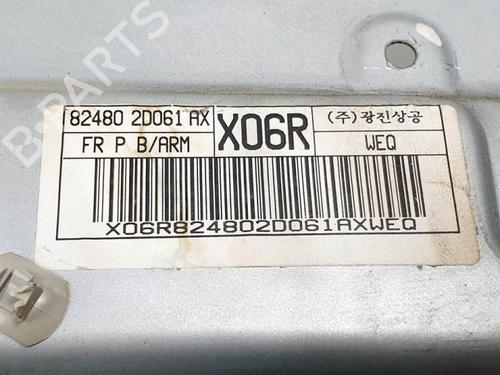 B-PARTS
82480 2D061 AX X06R (주)광진상공
FR P B/ARM WEQ
X06R824802D061AXWEQ